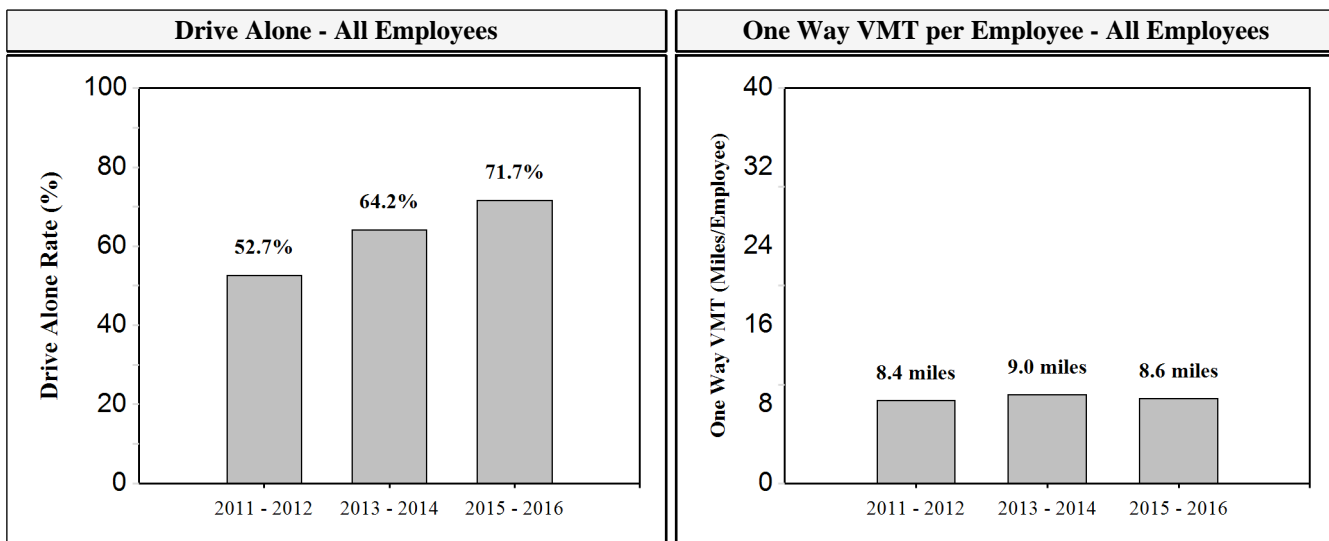 Drive Alone - All Employees
Drive Alone Rate (%)
100
80
60
40
20
0
52.7%
64.2%
71.7%
2011 - 2012
2013 - 2014
2015 - 2016
One Way VMT per Employee - All Employees
One Way VMT (Miles/Employee)
40
32
24
16
8
0
8.4 miles
9.0 miles
8.6 miles
2011 - 2012
2013 - 2014
2015 - 2016